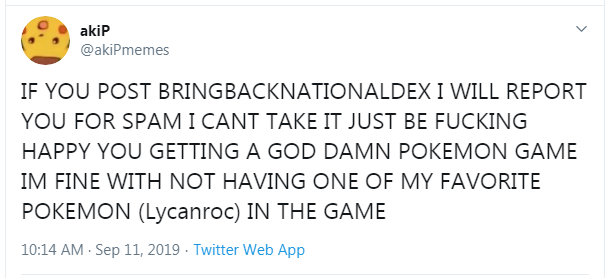 akiP
@akiPmemes
IF YOU POST BRINGBACKNATIONALDEX I WILL REPORT
YOU FOR SPAM I CANT TAKE IT JUST BE FUCKING
HAPPY YOU GETTING A GOD DAMN POKEMON GAME
IM FINE WITH NOT HAVING ONE OF MY FAVORITE
POKEMON (Lycanroc) IN THE GAME
10:14 AM · Sep 11, 2019 · Twitter Web App